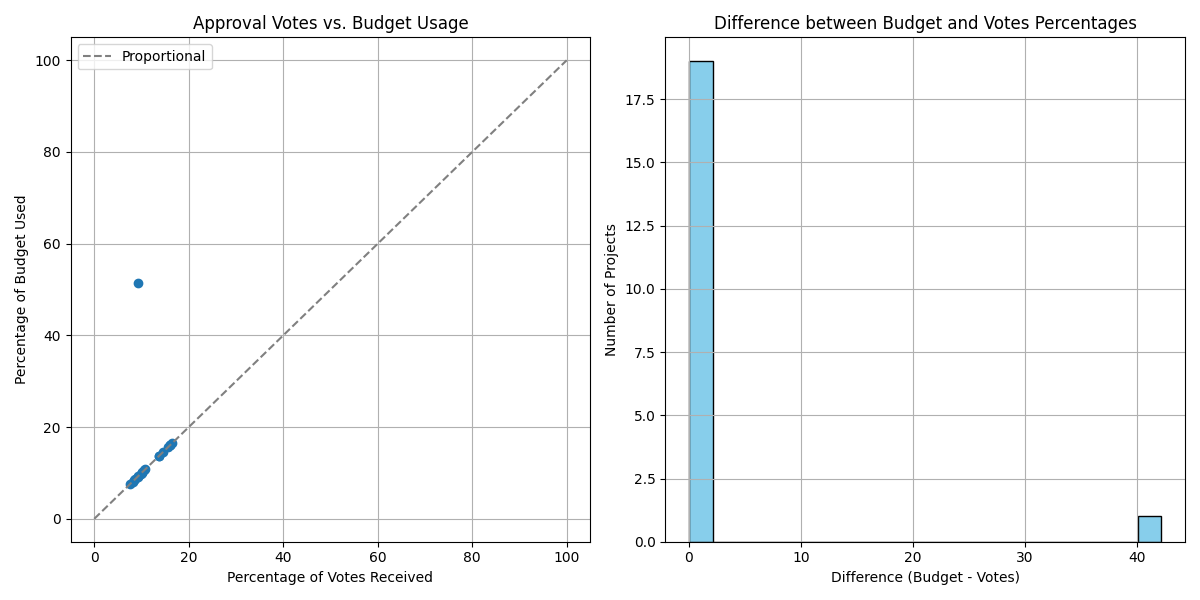 Approval Votes vs. Budget Usage
Proportional
100
80
60
40
20
0
Percentage of Budget Used
0 20 40 60 80 100
Percentage of Votes Received
Difference between Budget and Votes Percentages
17.5
15.0
12.5
10.0
7.5
5.0
2.5
0.0
Number of Projects
0 10 20 30 40
Difference (Budget - Votes)